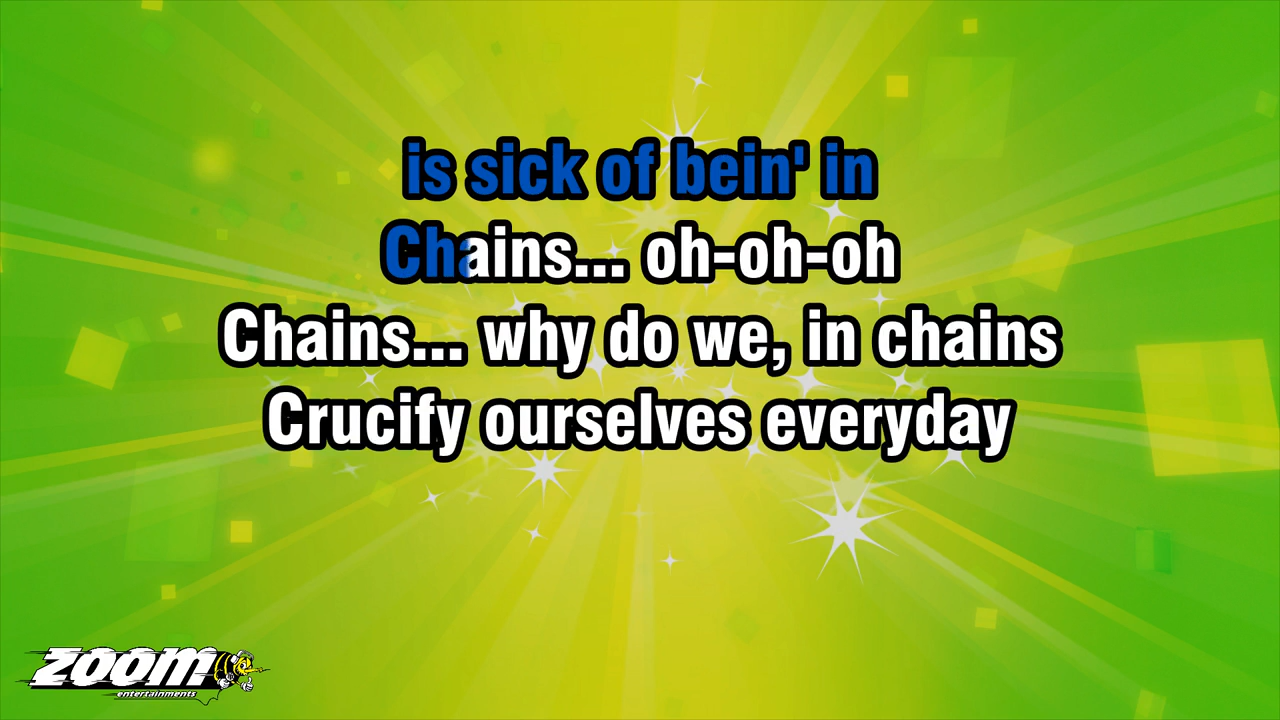 is sick of bein' in
Chains... oh-oh-oh
Chains... why do we, in chains
Crucify ourselves everyday
zoom
entertainments